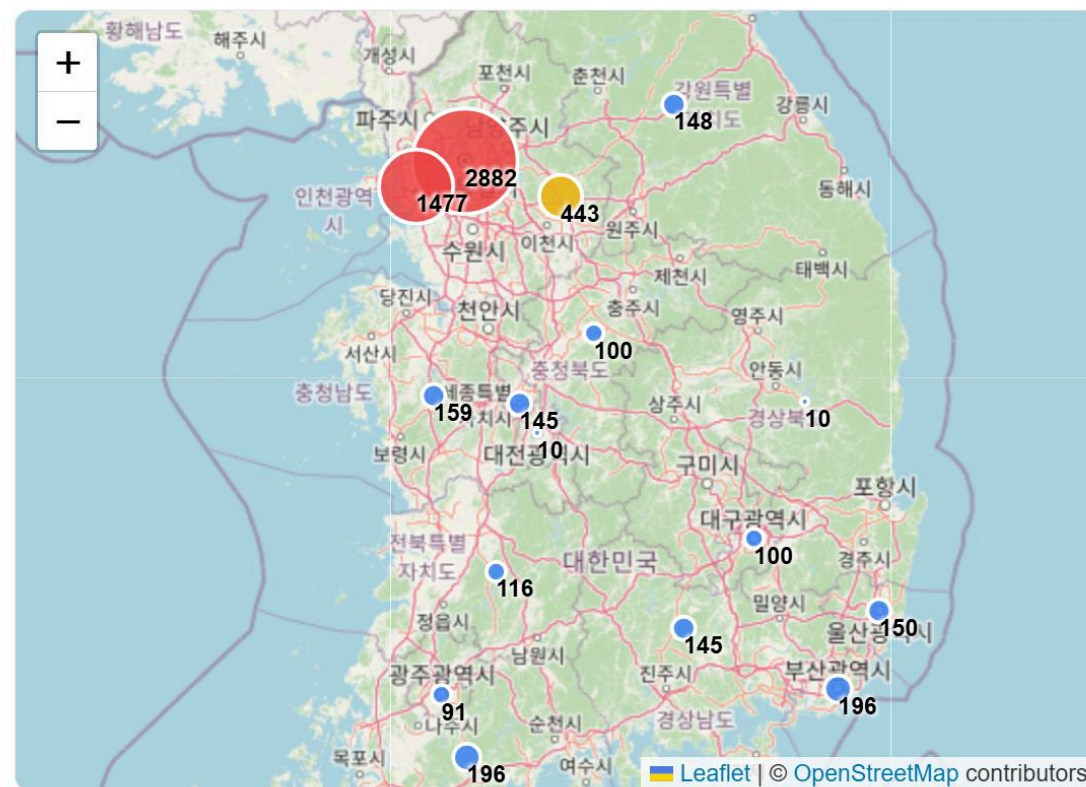 황해남도
해주시
개성시
포천시
춘천시
강원특별
자치도
강릉시
+
−
148
파주시
남양주시
2882
1477
443
인천광역
시
동해시
원주시
이천시
수원시
제천시
태백시
당진시
천안시
충주시
영주시
서산시
100
충청북도
안동시
충청남도
세종특별
자치시
159
145
상주시
경상북
10
10
보령시
대전광역시
구미시
포항시
대구광역시
전북특별
자치도
대한민국
100
경주시
116
밀양시
정읍시
150
울산광역시
145
남원시
광주광역시
진주시
부산광역시
91
196
나주시
순천시
경상남도
목포시
196
여수시
Leaflet | © OpenStreetMap contributors